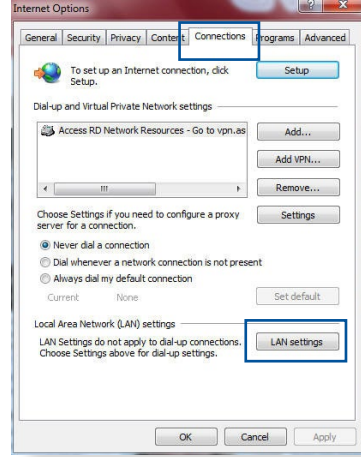 Internet Options
General Security Privacy Content Connections Programs Advanced
To set up an Internet connection, click
Setup.
Setup
Dial-up and Virtual Private Network settings
Access RD Network Resources - Go to vpn.as
Add...
Add VPN...
Remove...
Choose Settings if you need to configure a proxy
server for a connection.
Settings
Never dial a connection
Dial whenever a network connection is not present
Always dial my default connection
Current None
Set default
Local Area Network (LAN) settings
LAN Settings do not apply to dial-up connections.
Choose Settings above for dial-up settings.
LAN settings
OK Cancel Apply